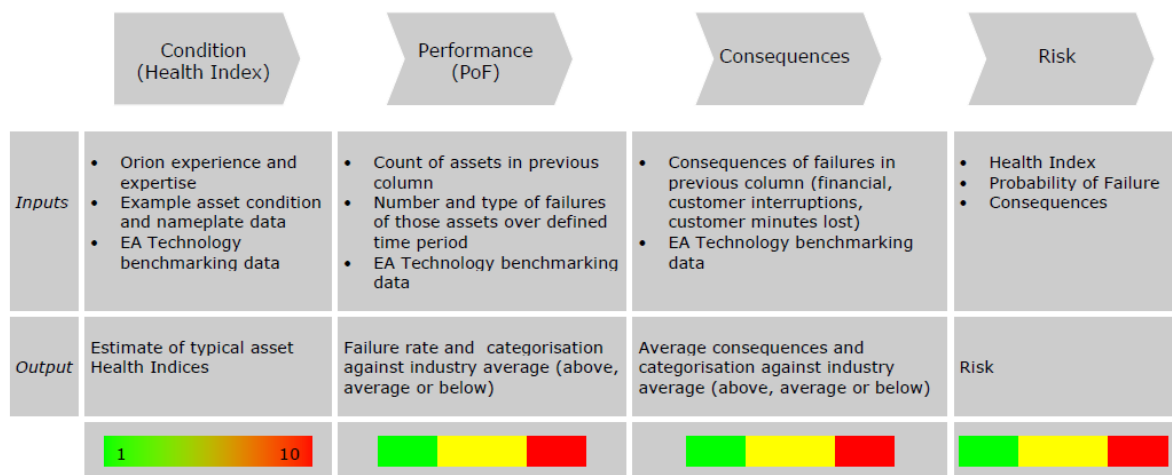 Condition
(Health Index)
Performance
(PoF)
Consequences
Risk
Inputs
• Orion experience and
expertise
• Example asset condition
and nameplate data
• EA Technology
benchmarking data
• Count of assets in previous
column
• Number and type of failures
of those assets over defined
time period
• EA Technology benchmarking
data
• Consequences of failures in
previous column (financial,
customer interruptions,
customer minutes lost)
• EA Technology benchmarking
data
• Health Index
• Probability of Failure
• Consequences
Output
Estimate of typical asset
Health Indices
Failure rate and categorisation
against industry average (above,
average or below)
Average consequences and
categorisation against industry
average (above, average or below)
Risk
1
10